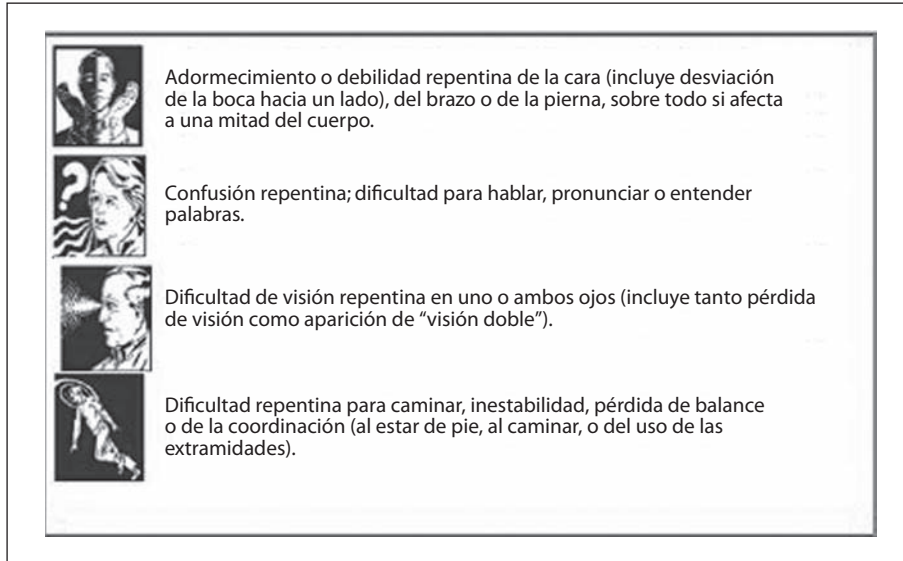 Adormecimiento o debilidad repentina de la cara (incluye desviación
de la boca hacia un lado), del brazo o de la pierna, sobre todo si afecta
a una mitad del cuerpo.
Confusión repentina; dificultad para hablar, pronunciar o entender
palabras.
Dificultad de visión repentina en uno o ambos ojos (incluye tanto pérdida
de visión como aparición de “visión doble”).
Dificultad repentina para caminar, inestabilidad, pérdida de balance
o de la coordinación (al estar de pie, al caminar, o del uso de las
extramidades).